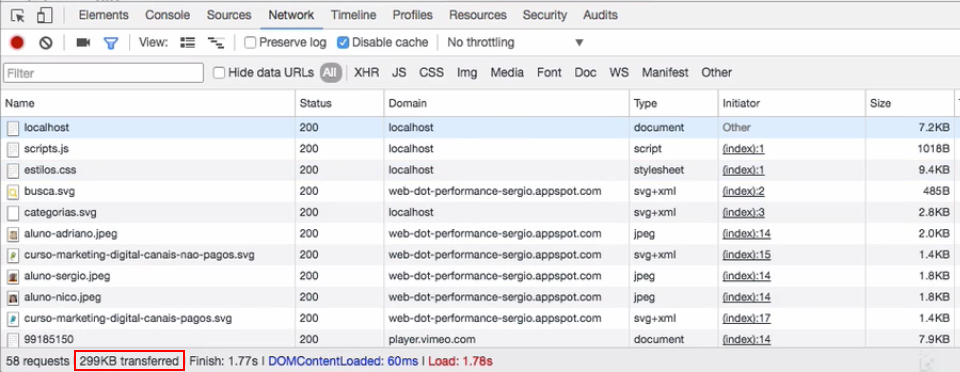 Elements Console Sources Network Timeline Profiles Resources Security Audits
View: Preserve log Disable cache No throttling
Filter Hide data URLs All XHR JS CSS Img Media Font Doc WS Manifest Other
Name Status Domain Type Initiator Size
localhost 200 localhost document Other 7.2KB
scripts.js 200 localhost script (index):1 1018B
estilos.css 200 localhost stylesheet (index):1 9.4KB
busca.svg 200 web-dot-performance-sergio.appspot.com svg+xml (index):2 485B
categorias.svg 200 localhost svg+xml (index):3 2.8KB
aluno-adriano.jpeg 200 web-dot-performance-sergio.appspot.com jpeg (index):14 2.0KB
curso-marketing-digital-canais-nao-pagos.svg 200 web-dot-performance-sergio.appspot.com svg+xml (index):15 1.4KB
aluno-sergio.jpeg 200 web-dot-performance-sergio.appspot.com jpeg (index):14 1.8KB
aluno-nico.jpeg 200 web-dot-performance-sergio.appspot.com jpeg (index):14 1.8KB
curso-marketing-digital-canais-pagos.svg 200 web-dot-performance-sergio.appspot.com svg+xml (index):17 1.4KB
99185150 200 player.vimeo.com document (index):14 7.9KB
58 requests 299KB transferred Finish: 1.77s | DOMContentLoaded: 60ms | Load: 1.78s